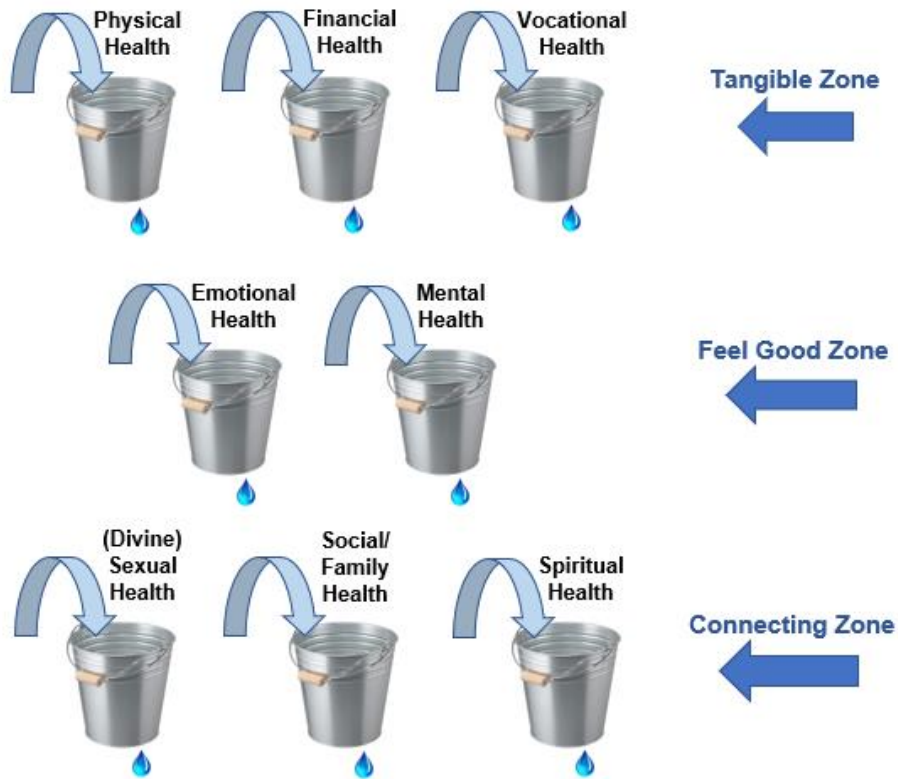 Physical
Health
Financial
Health
Vocational
Health
Tangible Zone
Emotional
Health
Mental
Health
Feel Good Zone
(Divine)
Sexual
Health
Social/
Family
Health
Spiritual
Health
Connecting Zone